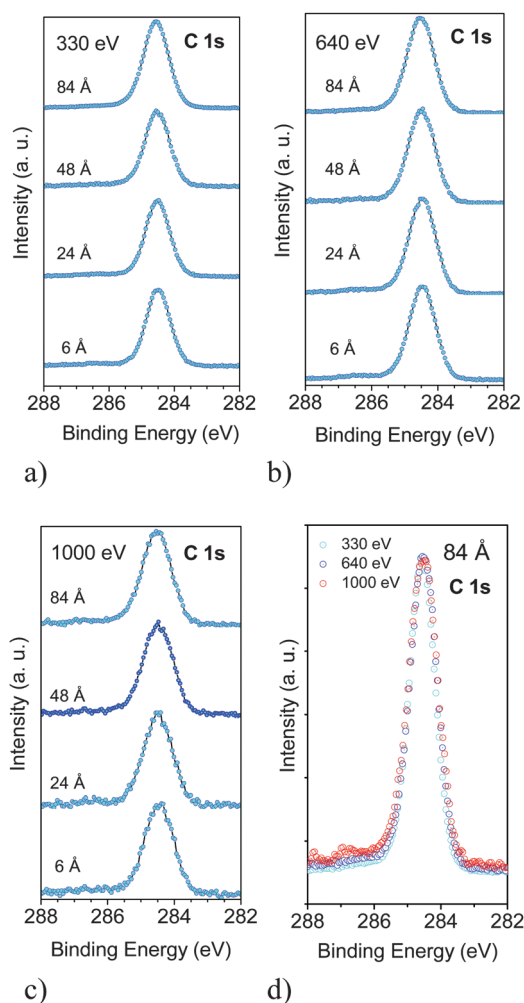 330 eV C 1s
84 Å
48 Å
24 Å
6 Å
Intensity (a. u.)
288 286 284 282
Binding Energy (eV)
a)
640 eV C 1s
84 Å
48 Å
24 Å
6 Å
Intensity (a. u.)
288 286 284 282
Binding Energy (eV)
b)
1000 eV C 1s
84 Å
48 Å
24 Å
6 Å
Intensity (a. u.)
288 286 284 282
Binding Energy (eV)
c)
330 eV
640 eV
1000 eV
84 Å
C 1s
Intensity (a. u.)
288 286 284 282
Binding Energy (eV)
d)